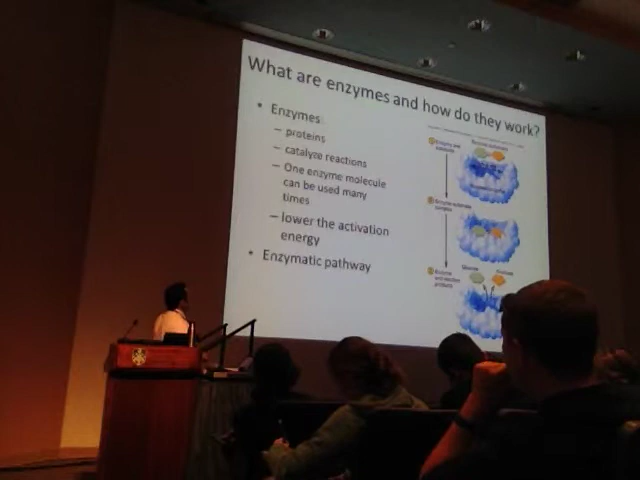 What are enzymes and how do they work?
• Enzymes:
– proteins
– catalyze reactions
– One enzyme molecule
can be used many
times
– lower the activation
energy
• Enzymatic pathway